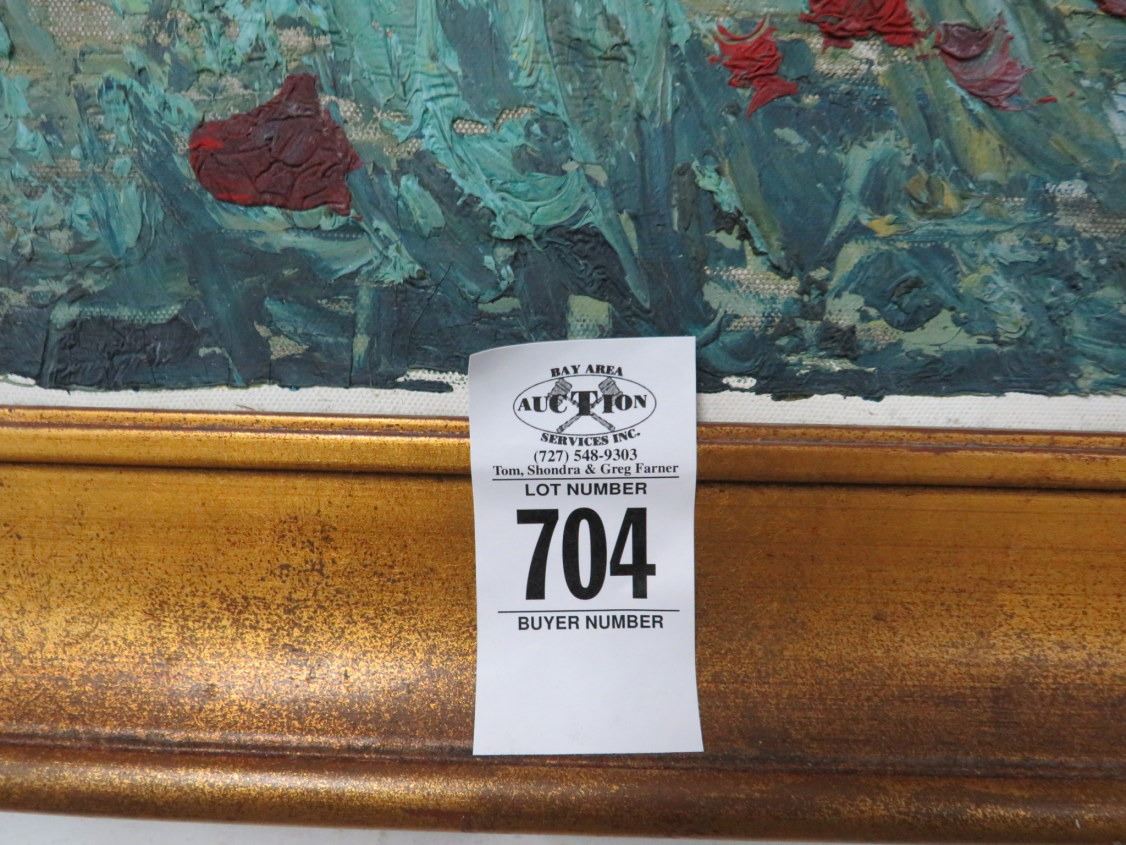 BAY AREA
AUCTION
SERVICES INC.
(727) 548-9303
Tom, Shondra & Greg Farner
LOT NUMBER
704
BUYER NUMBER